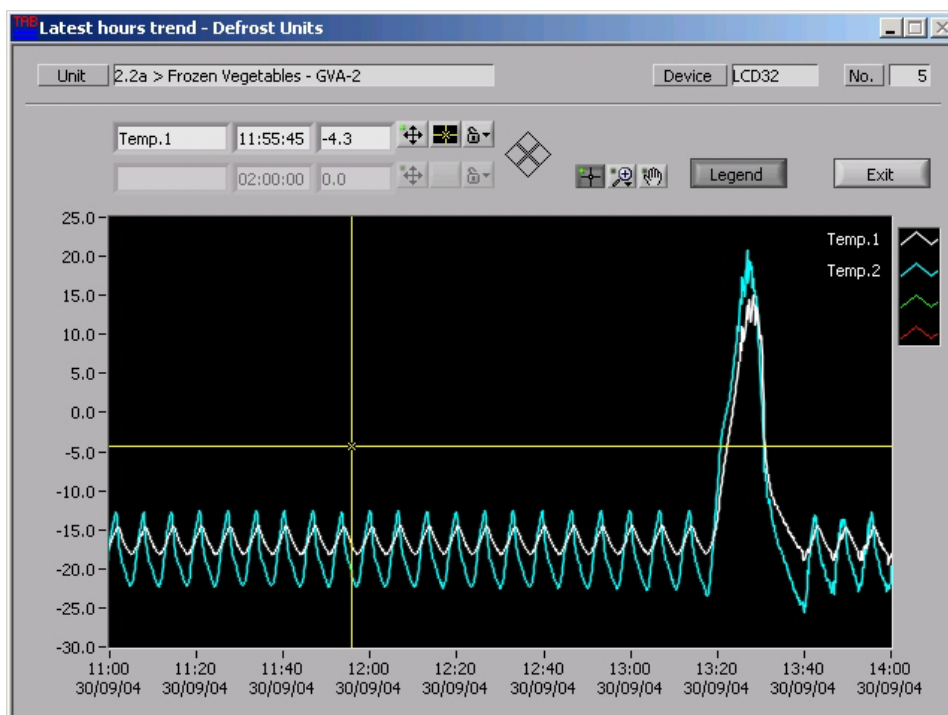 TAB Latest hours trend - Defrost Units
Unit 2.2a > Frozen Vegetables - GVA-2 Device LCD32 No. 5
Temp.1 11:55:45 -4.3
02:00:00 0.0
Legend Exit
25.0
20.0
15.0
10.0
5.0
0.0
-5.0
-10.0
-15.0
-20.0
-25.0
-30.0
Temp.1
Temp.2
11:00 11:20 11:40 12:00 12:20 12:40 13:00 13:20 13:40 14:00
30/09/04 30/09/04 30/09/04 30/09/04 30/09/04 30/09/04 30/09/04 30/09/04 30/09/04 30/09/04